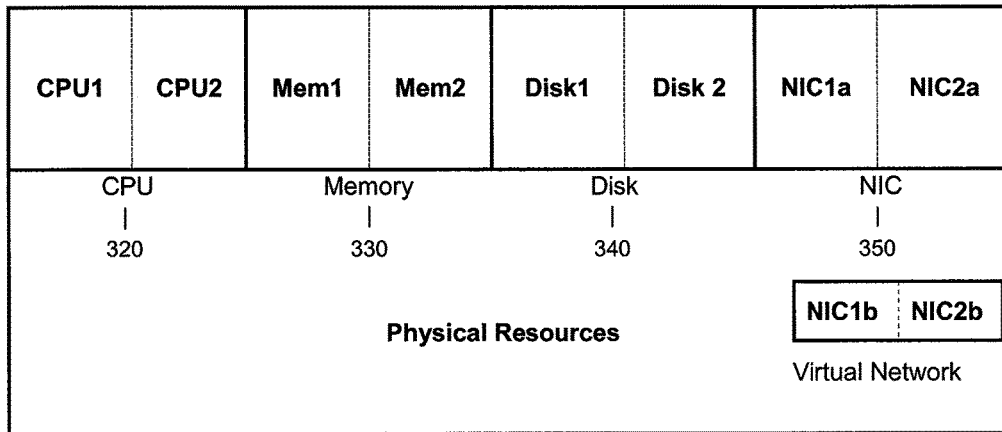 CPU1 CPU2 Mem1 Mem2 Disk1 Disk 2 NIC1a NIC2a
CPU Memory Disk NIC
320 330 340 350
NIC1b NIC2b
Physical Resources
Virtual Network